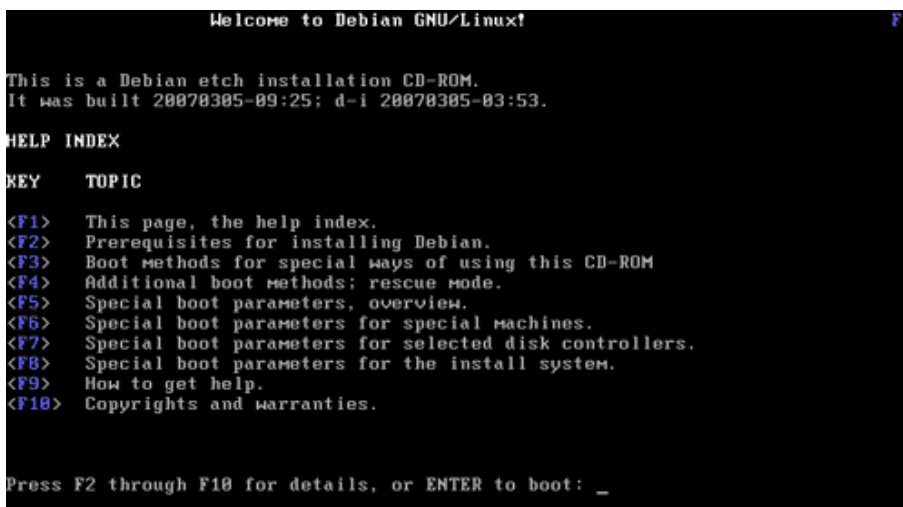 Welcome to Debian GNU/Linux! F
This is a Debian etch installation CD-ROM.
It was built 20070305-09:25; d-i 20070305-03:53.
HELP INDEX
KEY TOPIC
<F1> This page, the help index.
<F2> Prerequisites for installing Debian.
<F3> Boot methods for special ways of using this CD-ROM
<F4> Additional boot methods; rescue mode.
<F5> Special boot parameters, overview.
<F6> Special boot parameters for special machines.
<F7> Special boot parameters for selected disk controllers.
<F8> Special boot parameters for the install system.
<F9> How to get help.
<F10> Copyrights and warranties.
Press F2 through F10 for details, or ENTER to boot: _